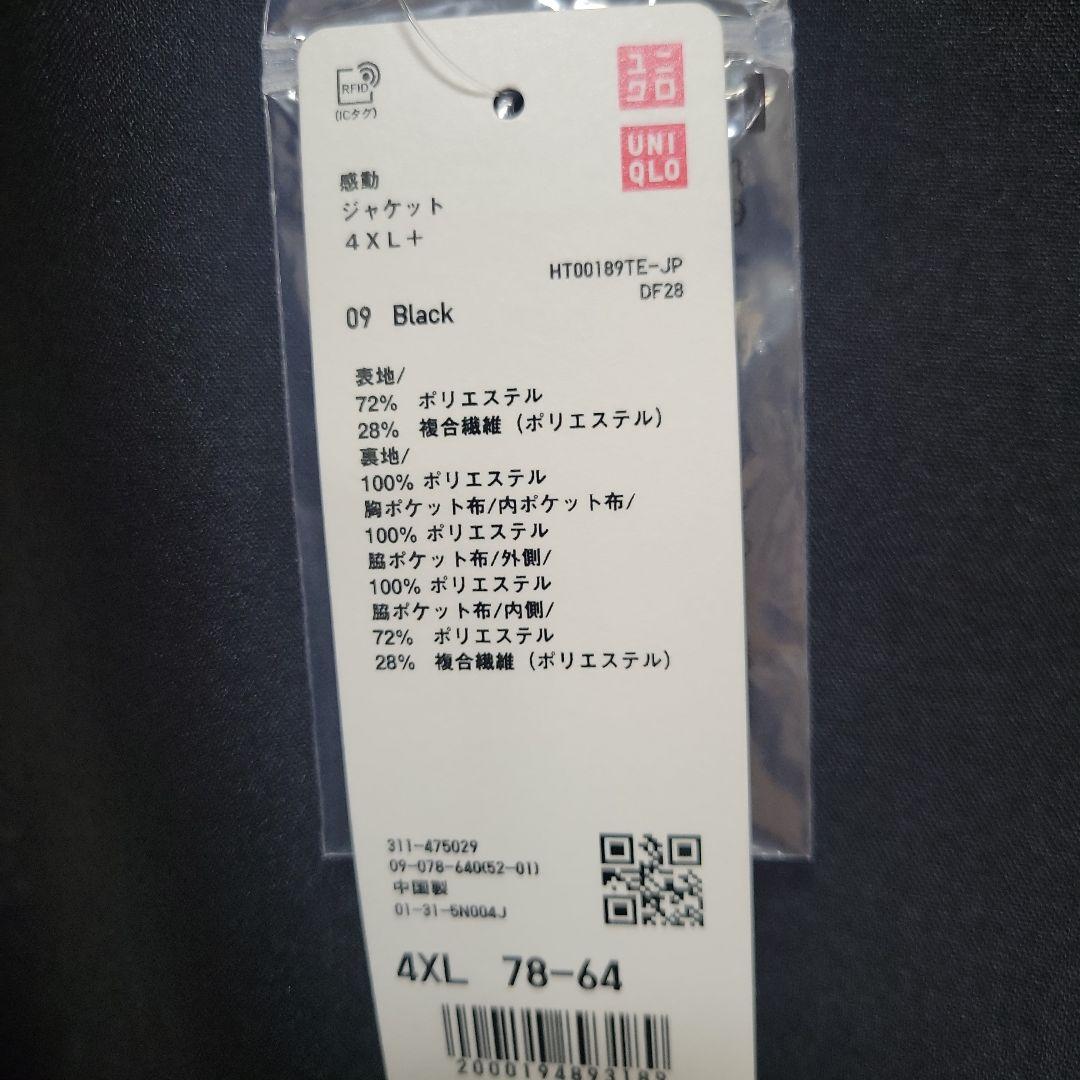 RFID
(ICタグ)
ユニ
クロ
UNI
QLO
感動
ジャケット
4XL+
HT00189TE-JP
DF28
09 Black
表地/
72% ポリエステル
28% 複合繊維 (ポリエステル)
裏地/
100% ポリエステル
胸ポケット布/内ポケット布/
100% ポリエステル
脇ポケット布/外側/
100% ポリエステル
脇ポケット布/内側/
72% ポリエステル
28% 複合繊維 (ポリエステル)
311-475029
09-078-640(52-01)
中国製
01-31-5N004J
4XL 78-64
2000194893189